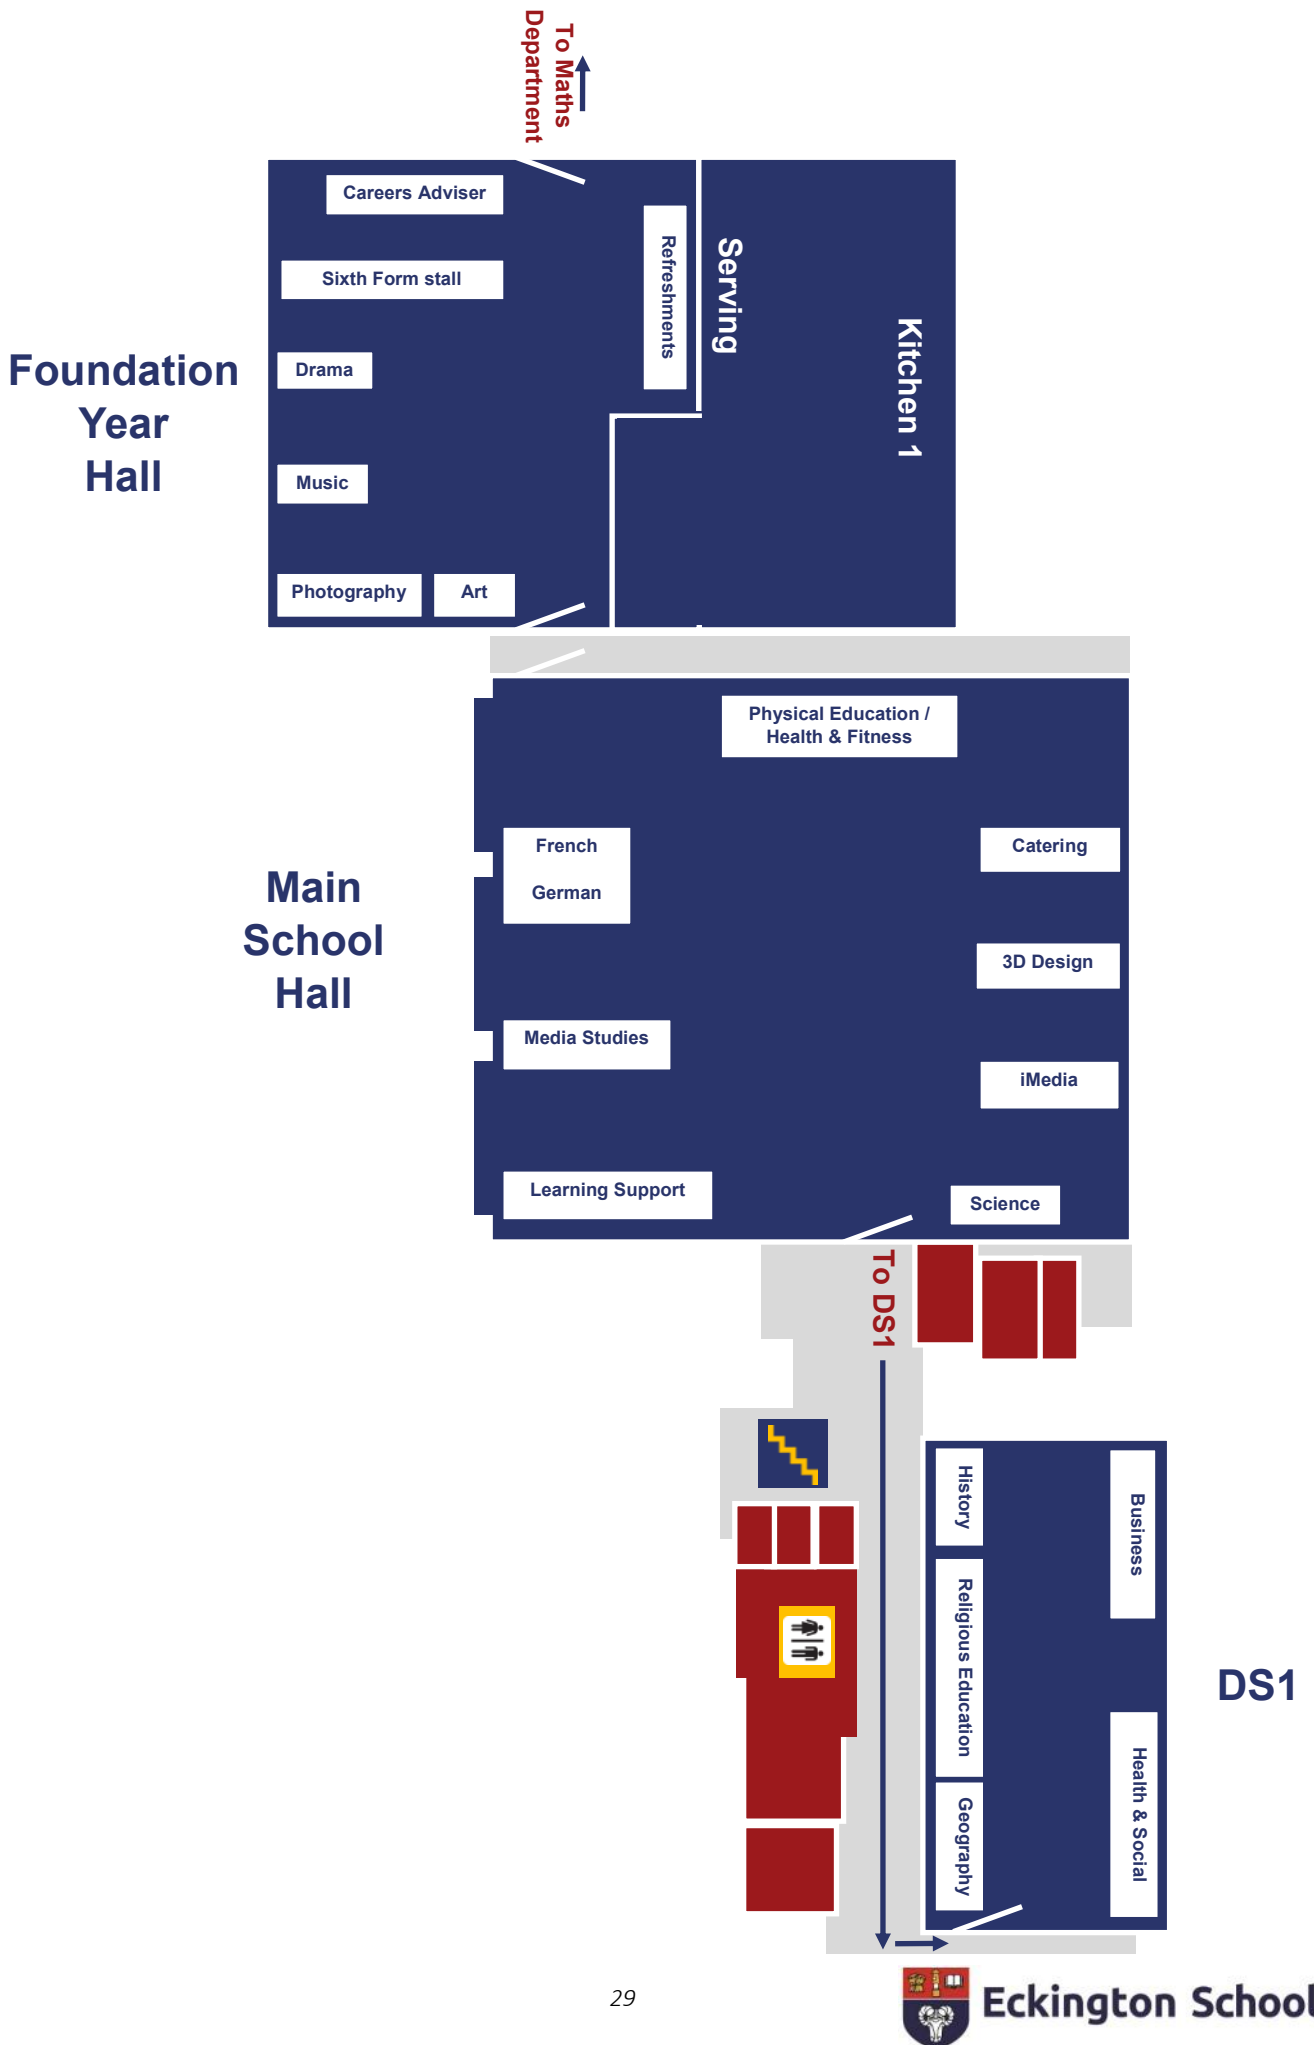 To Maths
Department
Careers Adviser
Sixth Form stall
Refreshments
Serving
Kitchen 1
Foundation
Year
Hall
Drama
Music
Photography
Art
Physical Education /
Health & Fitness
French
German
Catering
Main
School
Hall
3D Design
Media Studies
iMedia
Learning Support
Science
To DS1
History
Business
Religious Education
DS1
Health & Social
Geography
29
Eckington School